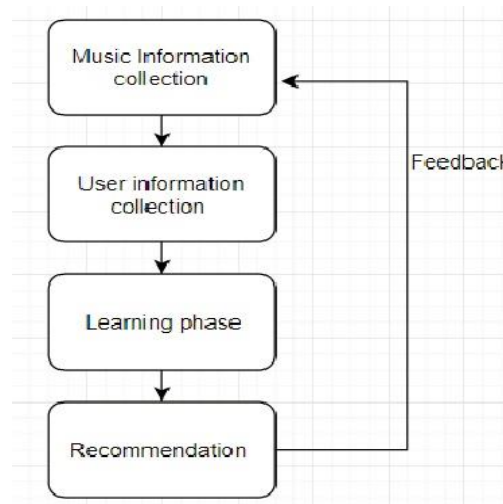 Music Information
collection
User information
collection
Feedback
Learning phase
Recommendation